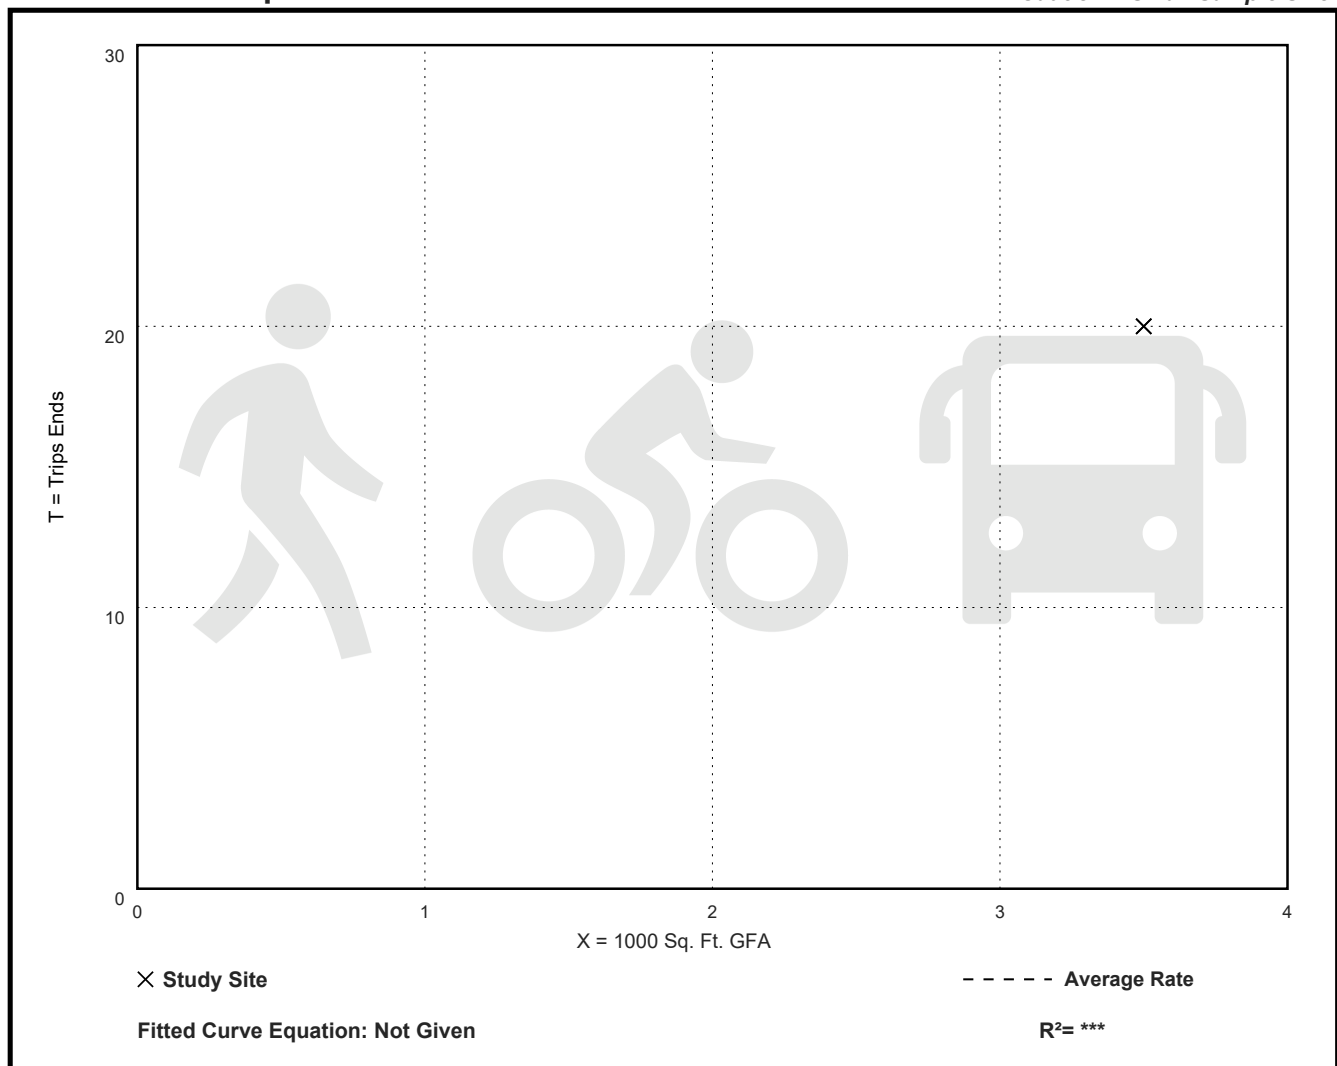 30
20
10
0
T = Trips Ends
0 1 2 3 4
X = 1000 Sq. Ft. GFA
Study Site
Average Rate
Fitted Curve Equation: Not Given
R²= ***